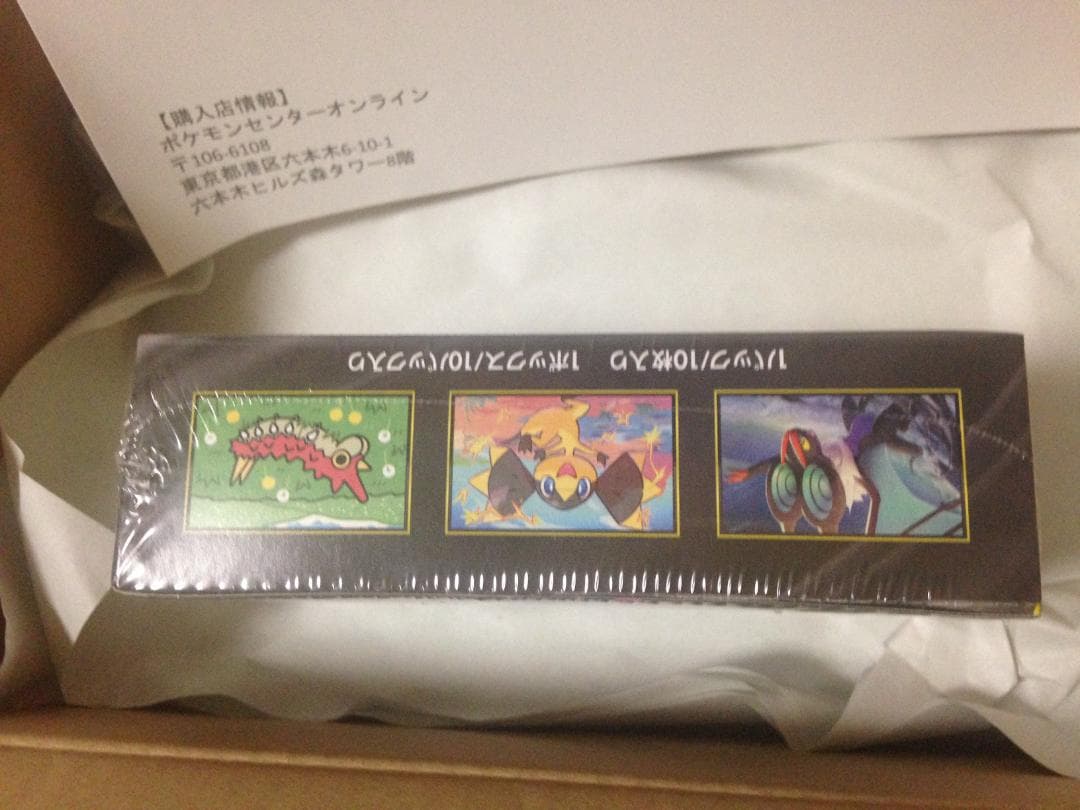 【購入店情報】
ポケモンセンターオンライン
〒106-6108
東京都港区六本木6-10-1
六本木ヒルズ森タワー8階
1パック/10枚入り 1ボックス/10パック入り